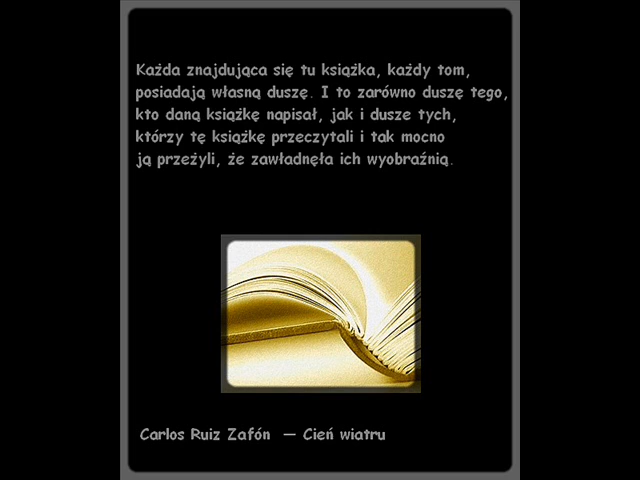 Każda znajdująca się tu książka, każdy tom,
posiadają własną duszę. I to zarówno duszę tego,
kto daną książkę napisał, jak i dusze tych,
którzy tę książkę przeczytali i tak mocno
ją przeżyli, że zawładnęła ich wyobraźnią.
Carlos Ruiz Zafón — Cień wiatru